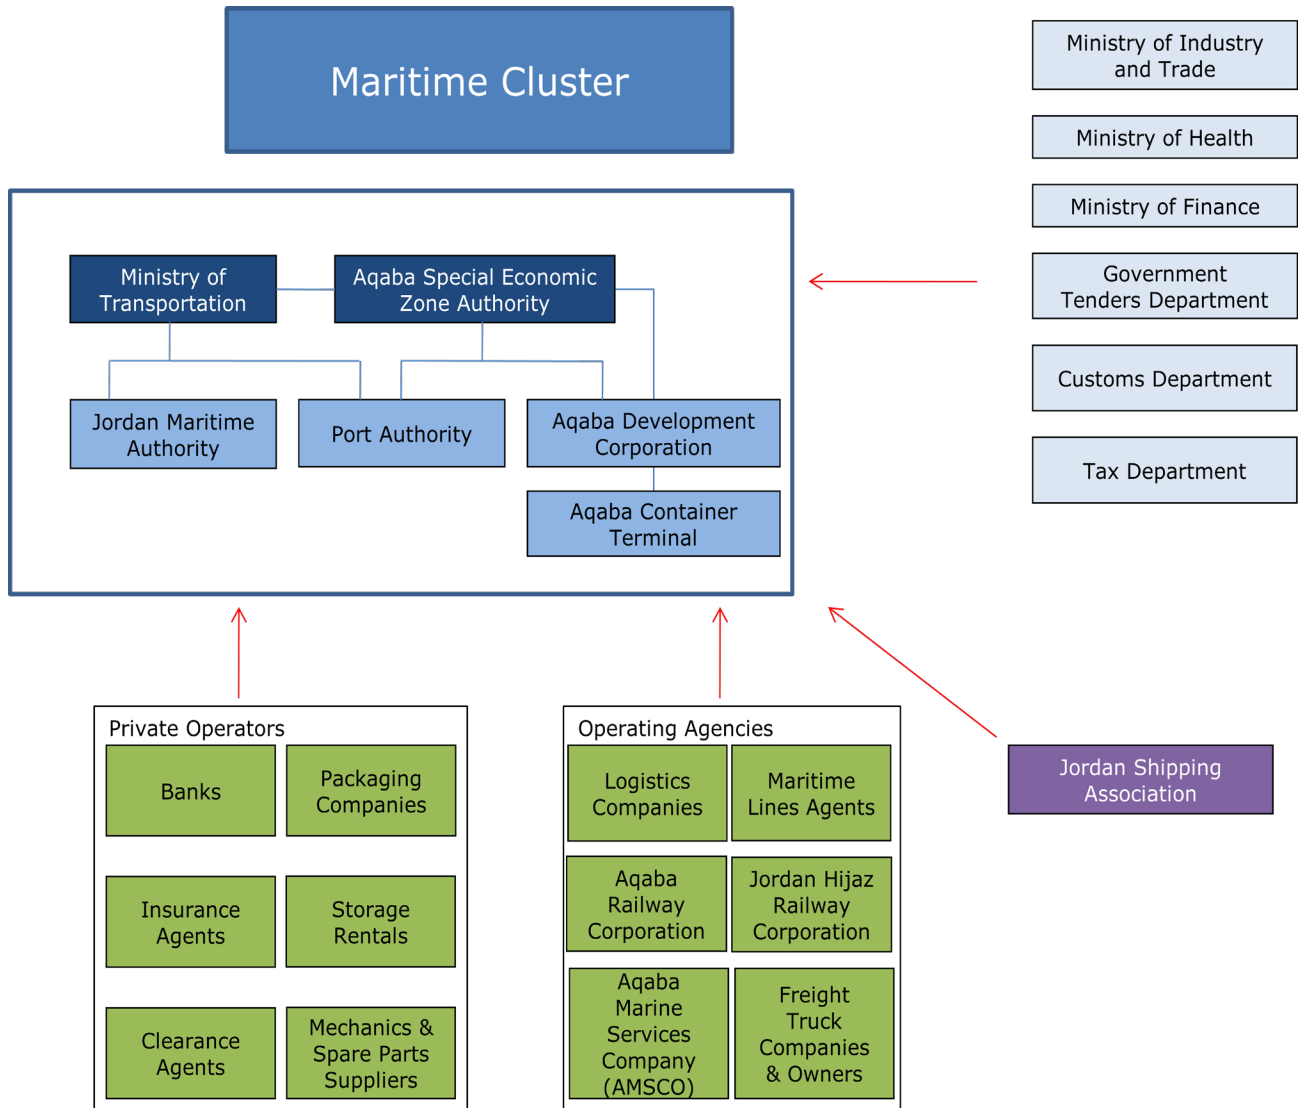 Maritime Cluster
Ministry of Industry
and Trade
Ministry of Health
Ministry of Finance
Government
Tenders Department
Customs Department
Tax Department
Ministry of
Transportation
Aqaba Special Economic
Zone Authority
Jordan Maritime
Authority
Port Authority
Aqaba Development
Corporation
Aqaba Container
Terminal
Private Operators
Banks
Packaging
Companies
Insurance
Agents
Storage
Rentals
Clearance
Agents
Mechanics &
Spare Parts
Suppliers
Operating Agencies
Logistics
Companies
Maritime
Lines Agents
Aqaba
Railway
Corporation
Jordan Hijaz
Railway
Corporation
Aqaba
Marine
Services
Company
(AMSCO)
Freight
Truck
Companies
& Owners
Jordan Shipping
Association